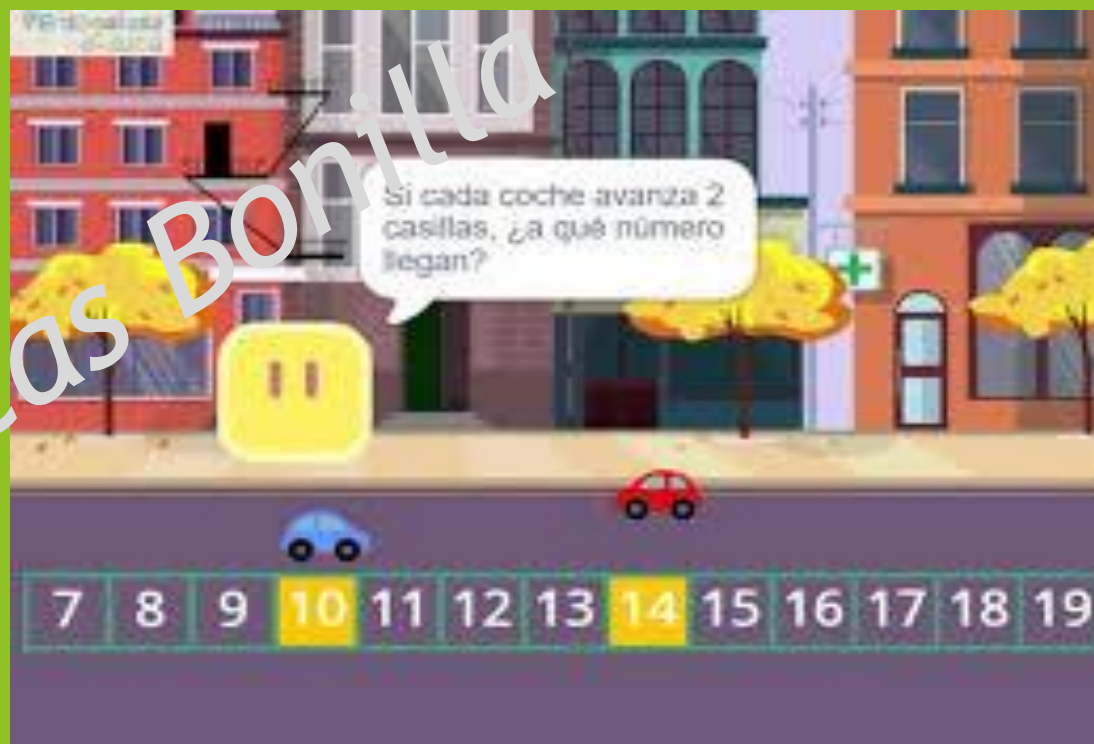 as Bonilla
Si cada coche avanza 2
casillas, ¿a qué número
llegan?
7 8 9 10 11 12 13 14 15 16 17 18 19